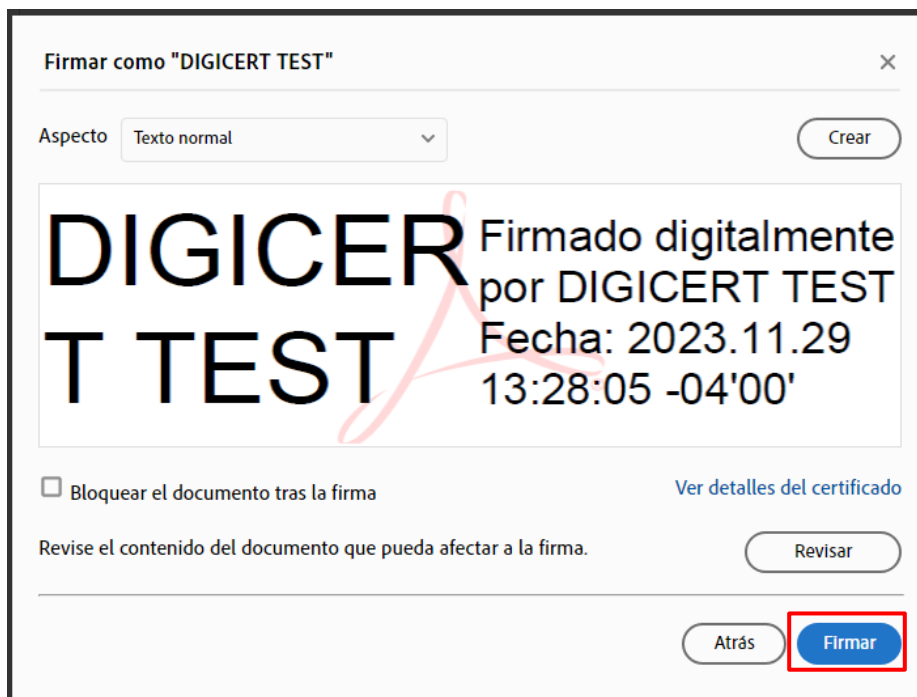 Firmar como "DIGICERT TEST"
Aspecto Texto normal Crear
DIGICER
T TEST
Firmado digitalmente
por DIGICERT TEST
Fecha: 2023.11.29
13:28:05 -04'00'
Bloquear el documento tras la firma
Ver detalles del certificado
Revise el contenido del documento que pueda afectar a la firma.
Revisar
Atrás Firmar